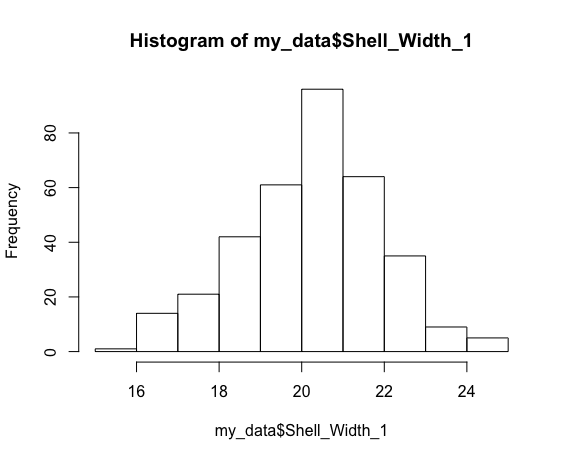 Histogram of my_data$Shell_Width_1
Frequency
80
60
40
20
0
16 18 20 22 24
my_data$Shell_Width_1